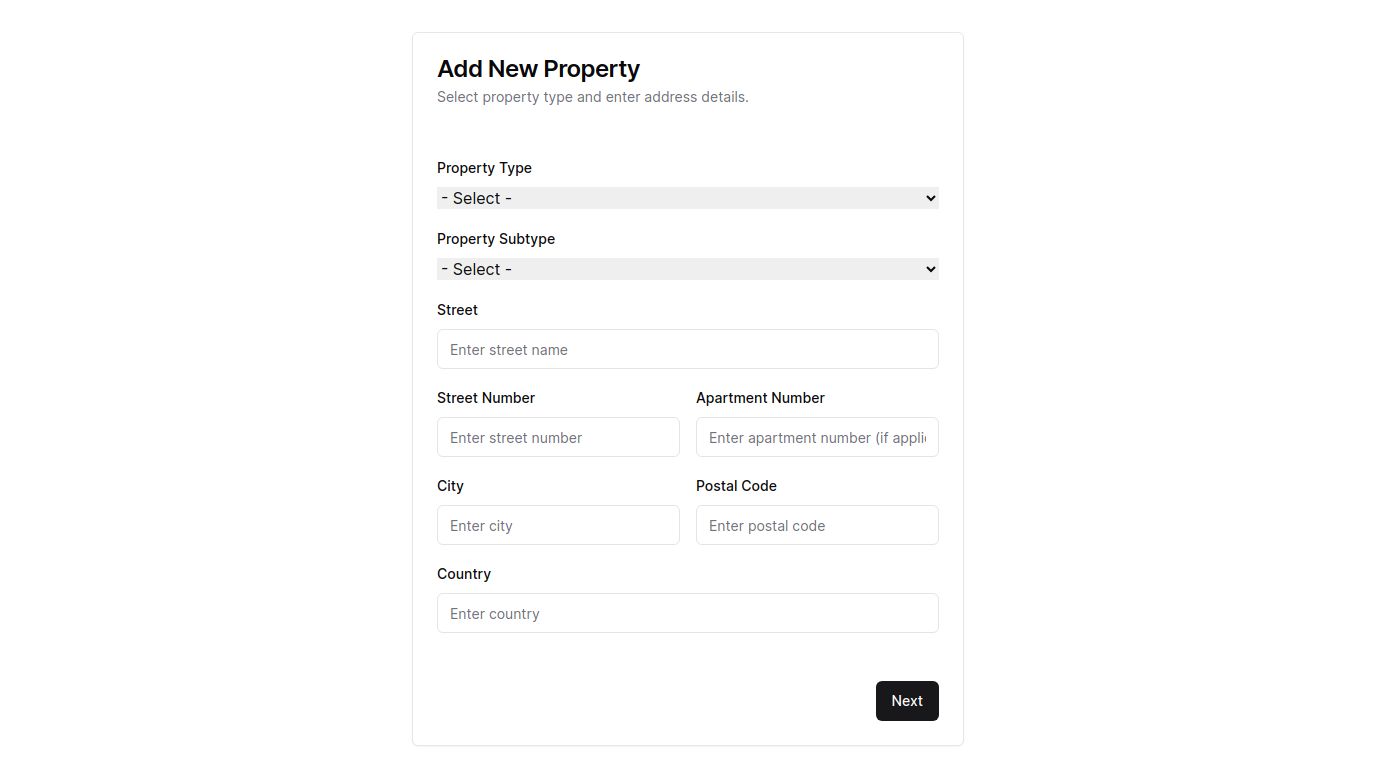 Add New Property
Select property type and enter address details.
Property Type
- Select -
Property Subtype
- Select -
Street
Enter street name
Street Number
Apartment Number
Enter street number
Enter apartment number (if appli
City
Postal Code
Enter city
Enter postal code
Country
Enter country
Next